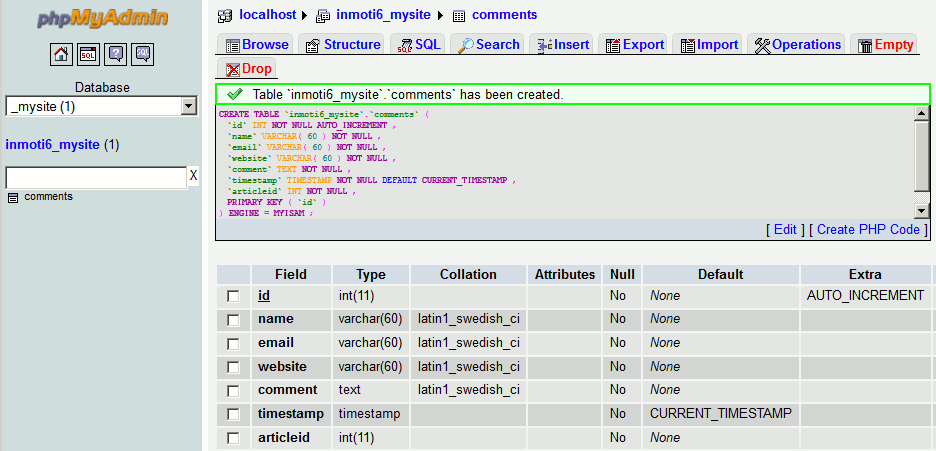 phpMyAdmin
SQL ? SQL
Database
_mysite (1)
inmoti6_mysite (1)
X
comments
localhost inmoti6_mysite comments
Browse Structure SQL Search Insert Export Import Operations Empty
Drop
Table `inmoti6_mysite`.`comments` has been created.
CREATE TABLE `inmoti6_mysite`.`comments` (
`id` INT NOT NULL AUTO_INCREMENT ,
`name` VARCHAR( 60 ) NOT NULL ,
`email` VARCHAR( 60 ) NOT NULL ,
`website` VARCHAR( 60 ) NOT NULL ,
`comment` TEXT NOT NULL ,
`timestamp` TIMESTAMP NOT NULL DEFAULT CURRENT_TIMESTAMP ,
`articleid` INT NOT NULL ,
PRIMARY KEY ( `id` )
) ENGINE = MYISAM ;
[ Edit ] [ Create PHP Code ]
Field Type Collation Attributes Null Default Extra
id int(11) No None AUTO_INCREMENT
name varchar(60) latin1_swedish_ci No None
email varchar(60) latin1_swedish_ci No None
website varchar(60) latin1_swedish_ci No None
comment text latin1_swedish_ci No None
timestamp timestamp No CURRENT_TIMESTAMP
articleid int(11) No None